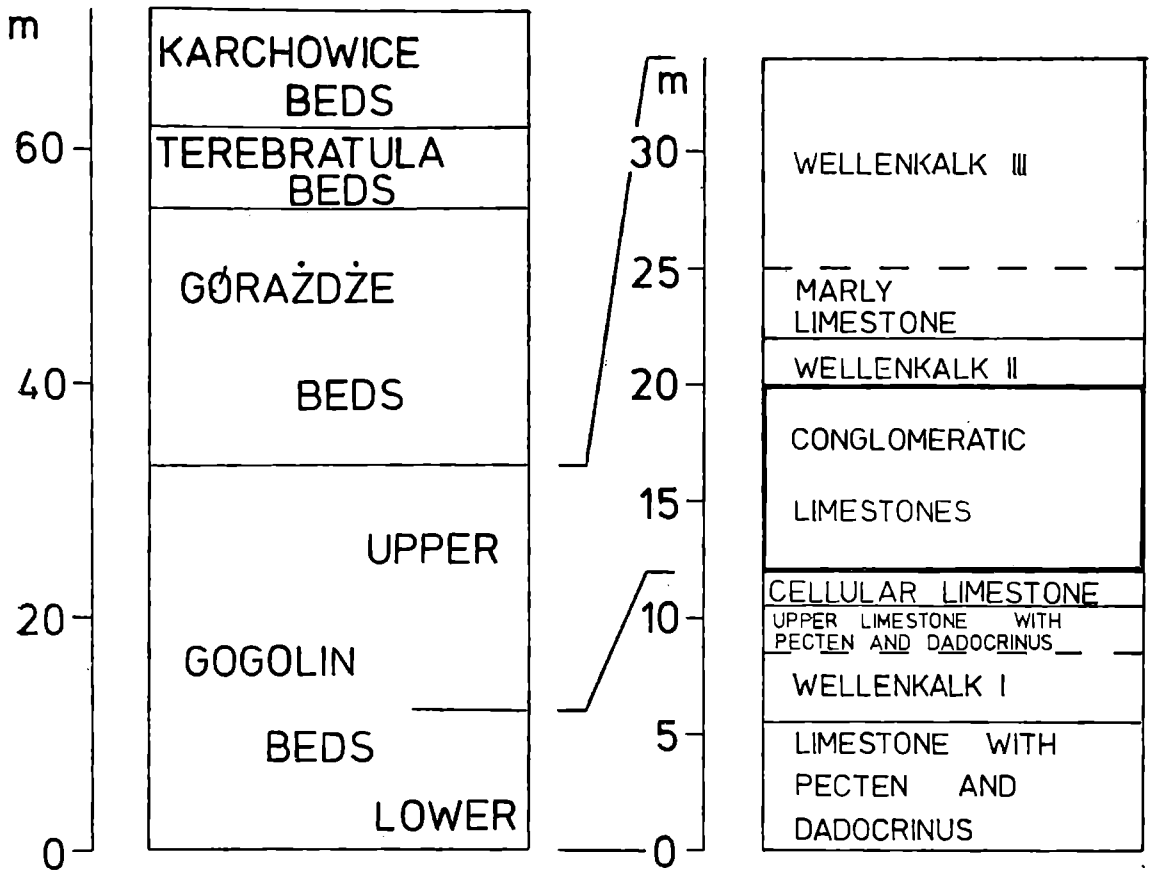 m
60
40
20
0
KARCHOWICE
BEDS
TEREBRATULA
BEDS
GÓRAŻDŻE
BEDS
UPPER
GOGOLIN
BEDS
LOWER
m
30
25
20
15
10
5
0
WELLENKALK III
MARLY
LIMESTONE
WELLENKALK II
CONGLOMERATIC
LIMESTONES
CELLULAR LIMESTONE
UPPER LIMESTONE WITH
PECTEN AND DADOCRINUS
WELLENKALK I
LIMESTONE WITH
PECTEN AND
DADOCRINUS